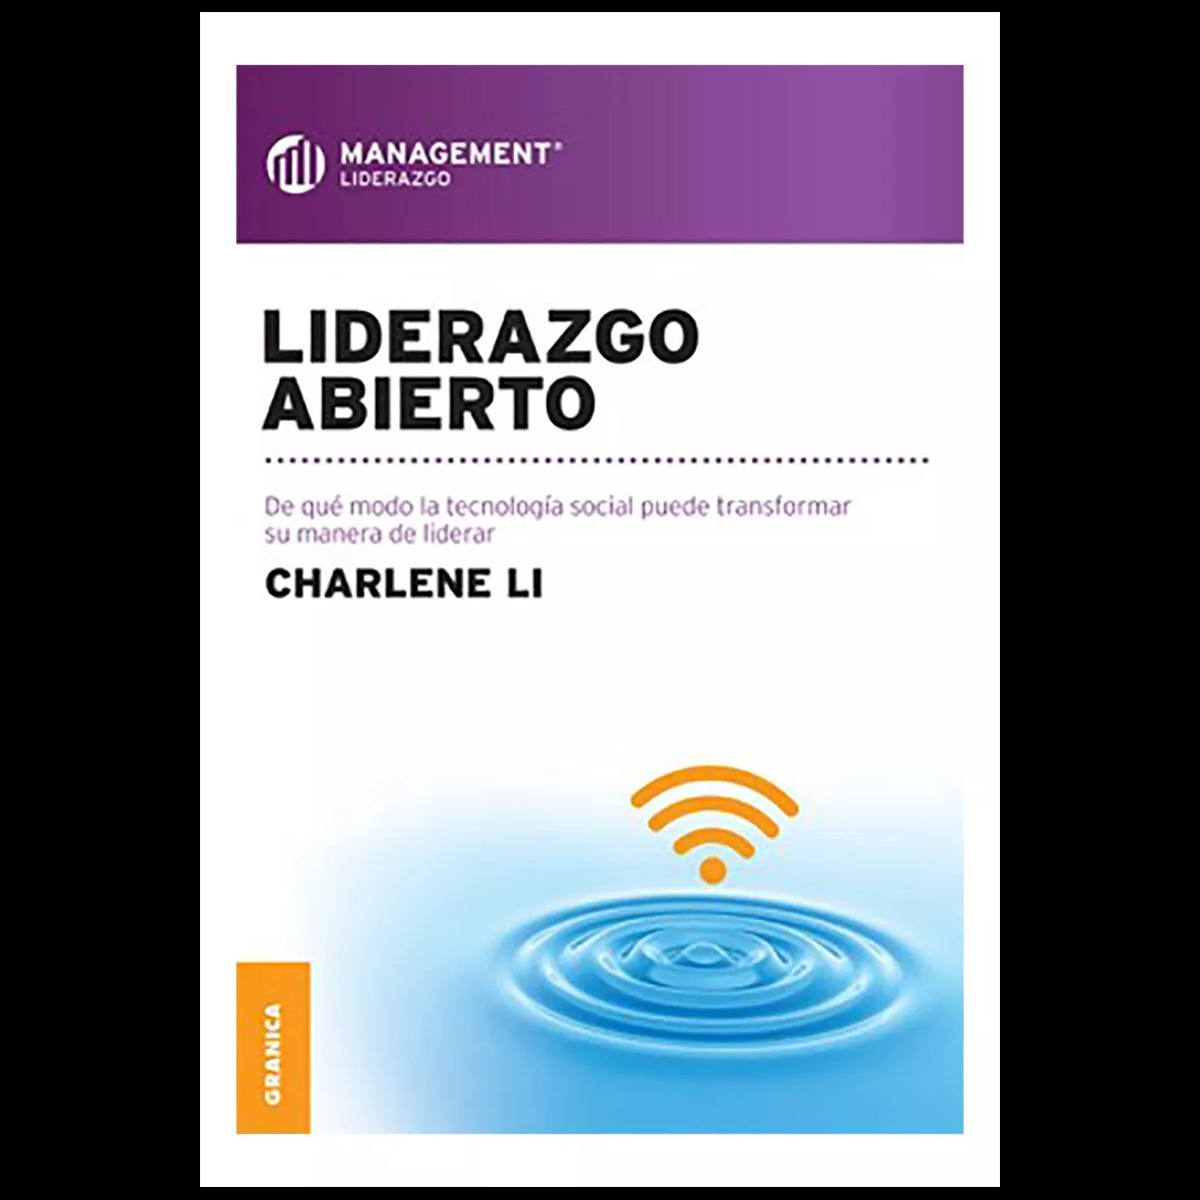 MANAGEMENT®
LIDERAZGO
LIDERAZGO
ABIERTO
De qué modo la tecnología social puede transformar
su manera de liderar
CHARLENE LI
GRANICA